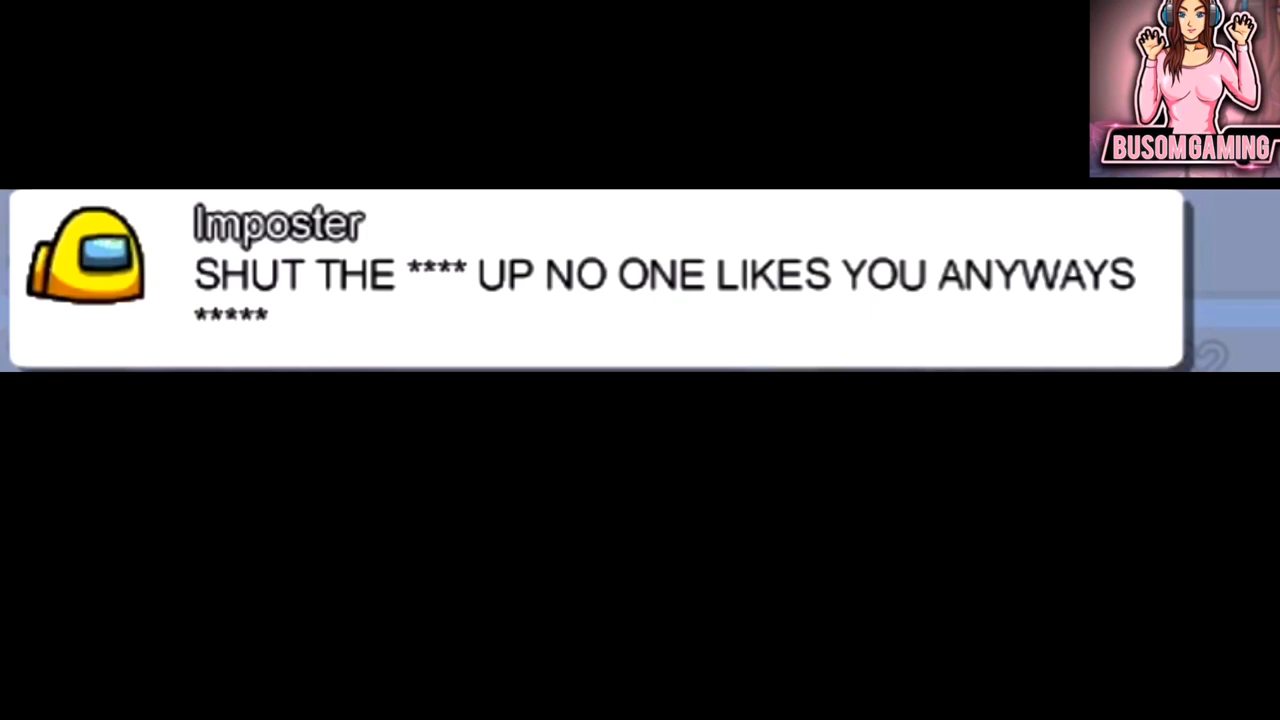 BUSOMGAMING
Imposter
SHUT THE **** UP NO ONE LIKES YOU ANYWAYS
*****